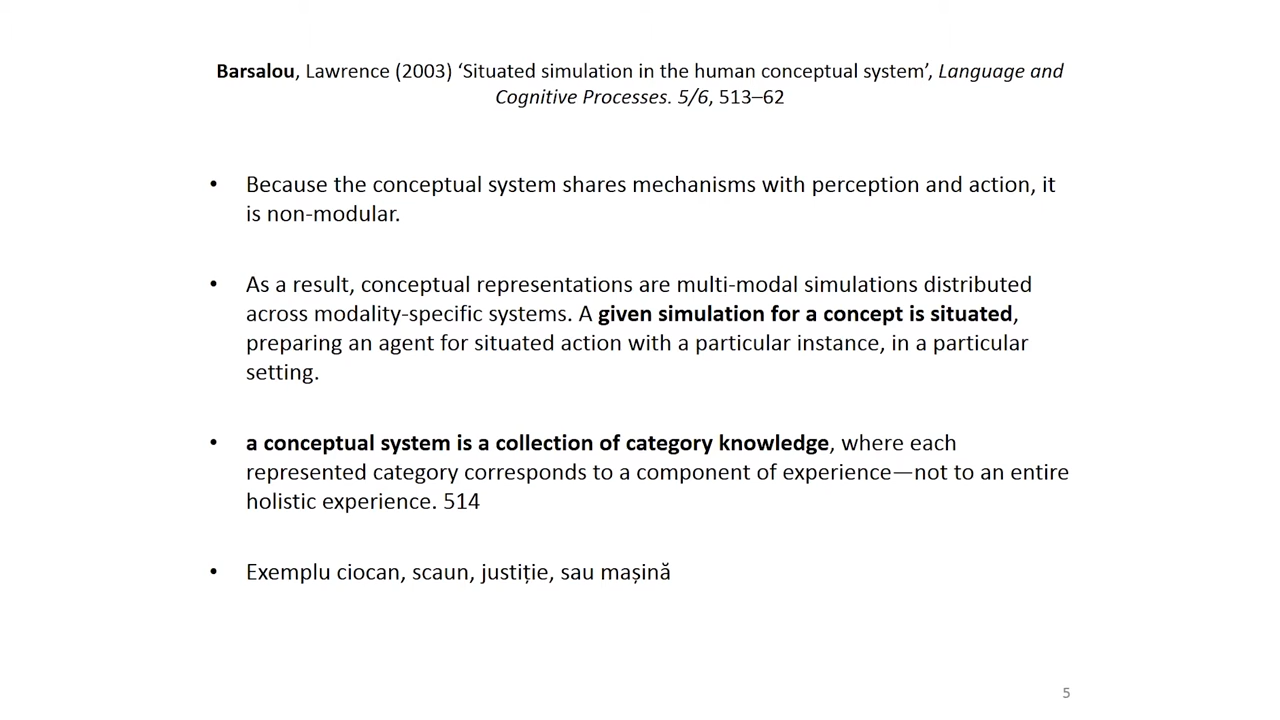 Barsalou, Lawrence (2003) ‘Situated simulation in the human conceptual system’, Language and
Cognitive Processes. 5/6, 513–62
• Because the conceptual system shares mechanisms with perception and action, it
is non-modular.
• As a result, conceptual representations are multi-modal simulations distributed
across modality-specific systems. A given simulation for a concept is situated,
preparing an agent for situated action with a particular instance, in a particular
setting.
• a conceptual system is a collection of category knowledge, where each
represented category corresponds to a component of experience—not to an entire
holistic experience. 514
• Exemplu ciocan, scaun, justiție, sau mașină
5